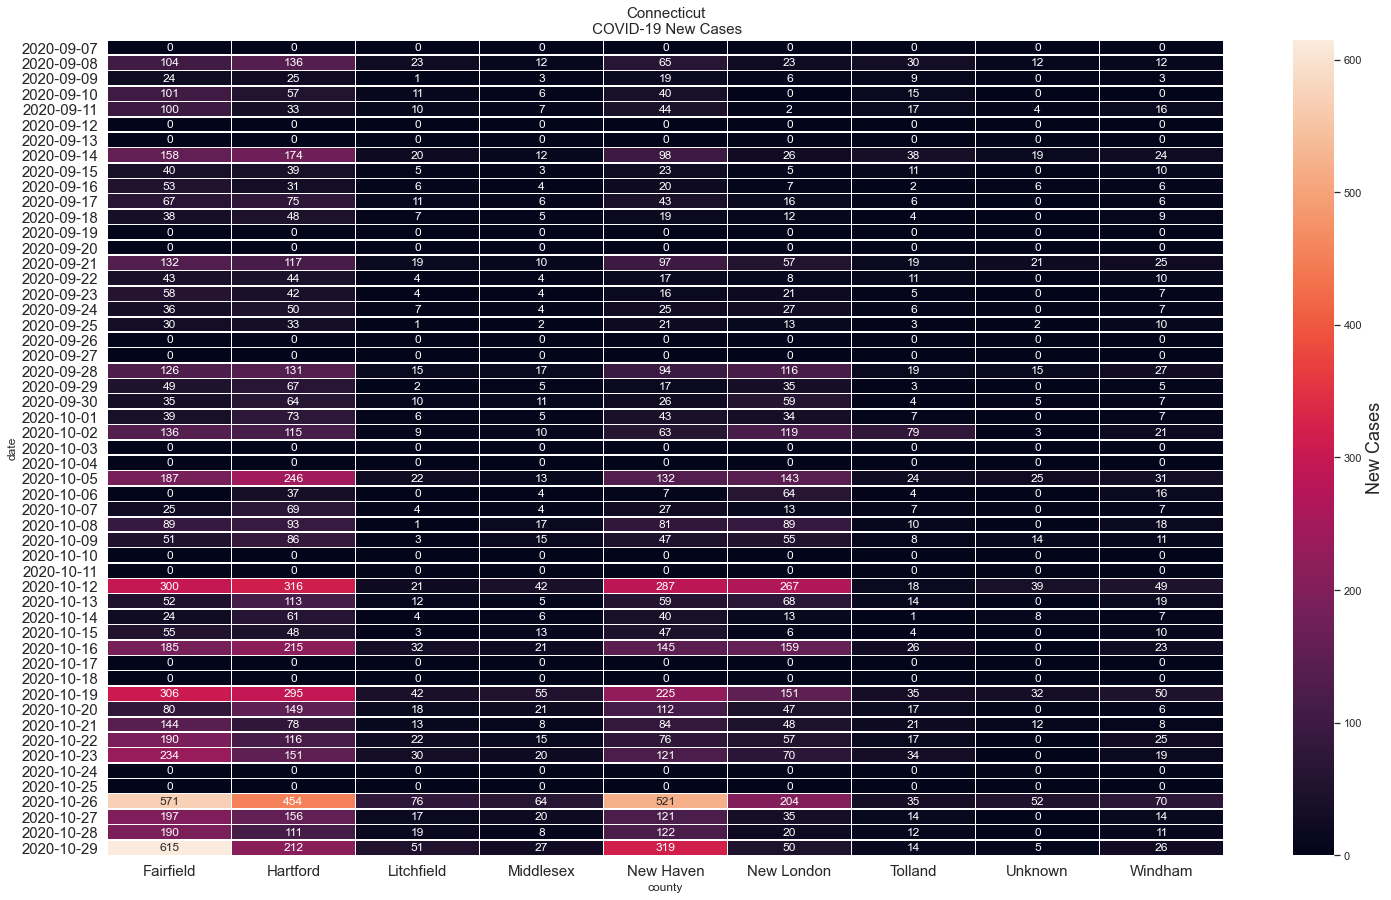 Connecticut
COVID-19 New Cases
2020-09-07 0 0 0 0 0 0 0 0 0
2020-09-08 104 136 23 12 65 23 30 12 12
2020-09-09 24 25 1 3 19 6 9 0 3
2020-09-10 101 57 11 6 40 0 15 0 0
2020-09-11 100 33 10 7 44 2 17 4 16
2020-09-12 0 0 0 0 0 0 0 0 0
2020-09-13 0 0 0 0 0 0 0 0 0
2020-09-14 158 174 20 12 98 26 38 19 24
2020-09-15 40 39 5 3 23 5 11 0 10
2020-09-16 53 31 6 4 20 7 2 6 6
2020-09-17 67 75 11 6 43 16 6 0 6
2020-09-18 38 48 7 5 19 12 4 0 9
2020-09-19 0 0 0 0 0 0 0 0 0
2020-09-20 0 0 0 0 0 0 0 0 0
2020-09-21 132 117 19 10 97 57 19 21 25
2020-09-22 43 44 4 4 17 8 11 0 10
2020-09-23 58 42 4 4 16 21 5 0 7
2020-09-24 36 50 7 4 25 27 6 0 7
2020-09-25 30 33 1 2 21 13 3 2 10
2020-09-26 0 0 0 0 0 0 0 0 0
2020-09-27 0 0 0 0 0 0 0 0 0
2020-09-28 126 131 15 17 94 116 19 15 27
2020-09-29 49 67 2 5 17 35 3 0 5
2020-09-30 35 64 10 11 26 59 4 5 7
2020-10-01 39 73 6 5 43 34 7 0 7
2020-10-02 136 115 9 10 63 119 79 3 21
2020-10-03 0 0 0 0 0 0 0 0 0
2020-10-04 0 0 0 0 0 0 0 0 0
2020-10-05 187 246 22 13 132 143 24 25 31
2020-10-06 0 37 0 4 7 64 4 0 16
2020-10-07 25 69 4 4 27 13 7 0 7
2020-10-08 89 93 1 17 81 89 10 0 18
2020-10-09 51 86 3 15 47 55 8 14 11
2020-10-10 0 0 0 0 0 0 0 0 0
2020-10-11 0 0 0 0 0 0 0 0 0
2020-10-12 300 316 21 42 287 267 18 39 49
2020-10-13 52 113 12 5 59 68 14 0 19
2020-10-14 24 61 4 6 40 13 1 8 7
2020-10-15 55 48 3 13 47 6 4 0 10
2020-10-16 185 215 32 21 145 159 26 0 23
2020-10-17 0 0 0 0 0 0 0 0 0
2020-10-18 0 0 0 0 0 0 0 0 0
2020-10-19 306 295 42 55 225 151 35 32 50
2020-10-20 80 149 18 21 112 47 17 0 6
2020-10-21 144 78 13 8 84 48 21 12 8
2020-10-22 190 116 22 15 76 57 17 0 25
2020-10-23 234 151 30 20 121 70 34 0 19
2020-10-24 0 0 0 0 0 0 0 0 0
2020-10-25 0 0 0 0 0 0 0 0 0
2020-10-26 571 454 76 64 521 204 35 52 70
2020-10-27 197 156 17 20 121 35 14 0 14
2020-10-28 190 111 19 8 122 20 12 0 11
2020-10-29 615 212 51 27 319 50 14 5 26
Fairfield Hartford Litchfield Middlesex New Haven New London Tolland Unknown Windham
county
date
600
500
400
300
200
100
0
New Cases